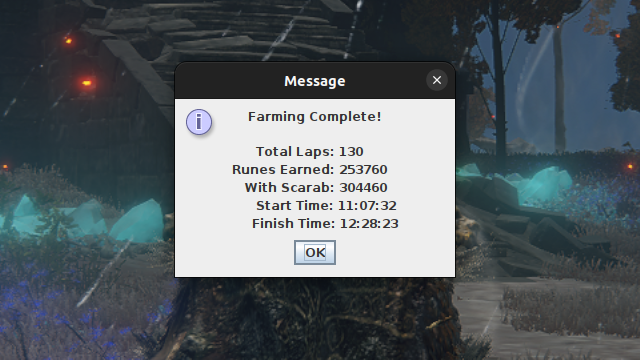 Message
Farming Complete!
Total Laps: 130
Runes Earned: 253760
With Scarab: 304460
Start Time: 11:07:32
Finish Time: 12:28:23
OK